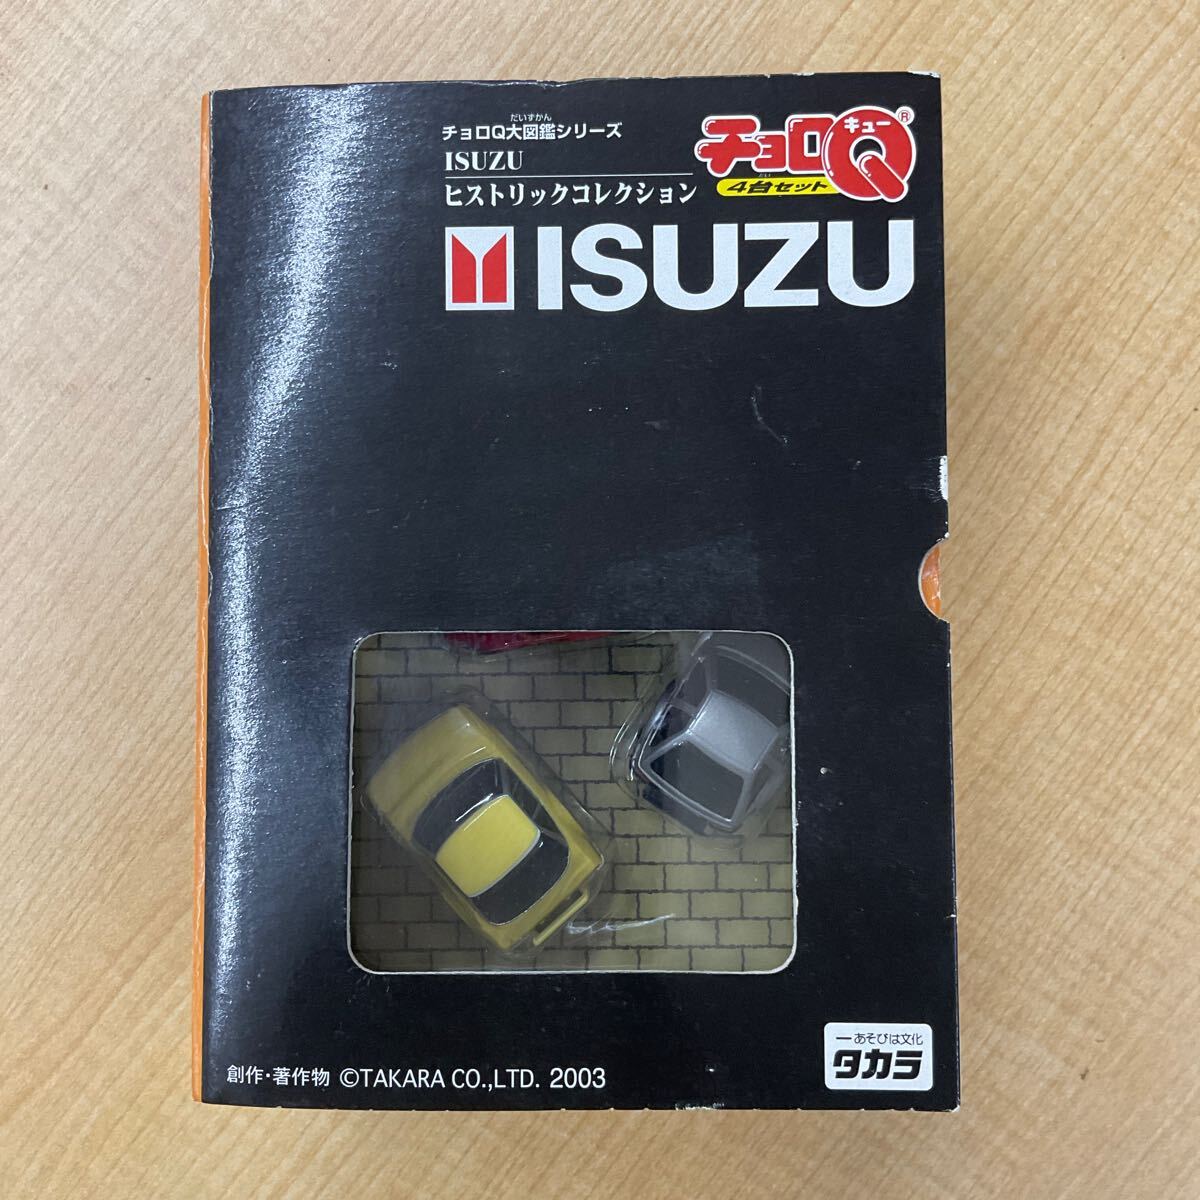 だいずかん
チョロQ大図鑑シリーズ
ISUZU
ヒストリックコレクション
チョロQ®
キュー
だい
4台セット
ISUZU
創作・著作物 ©TAKARA CO.,LTD. 2003
ーあそびは文化
タカラ